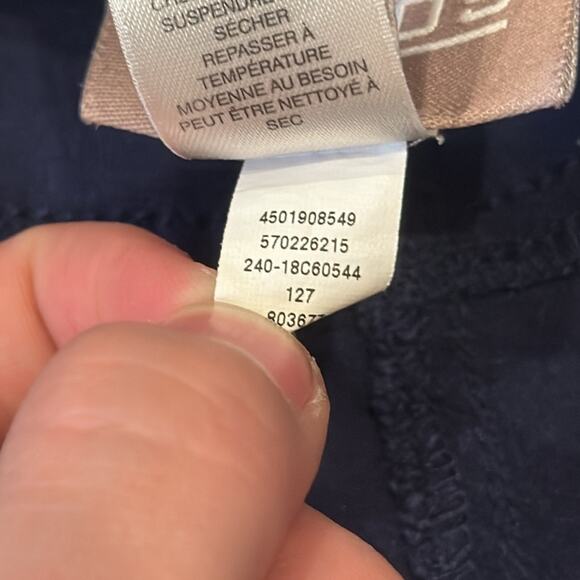 SUSPENDRE
SÉCHER
REPASSER À
TEMPÉRATURE
MOYENNE AU BESOIN
PEUT ÊTRE NETTOYÉ À
SEC
4501908549
570226215
240-18C60544
127